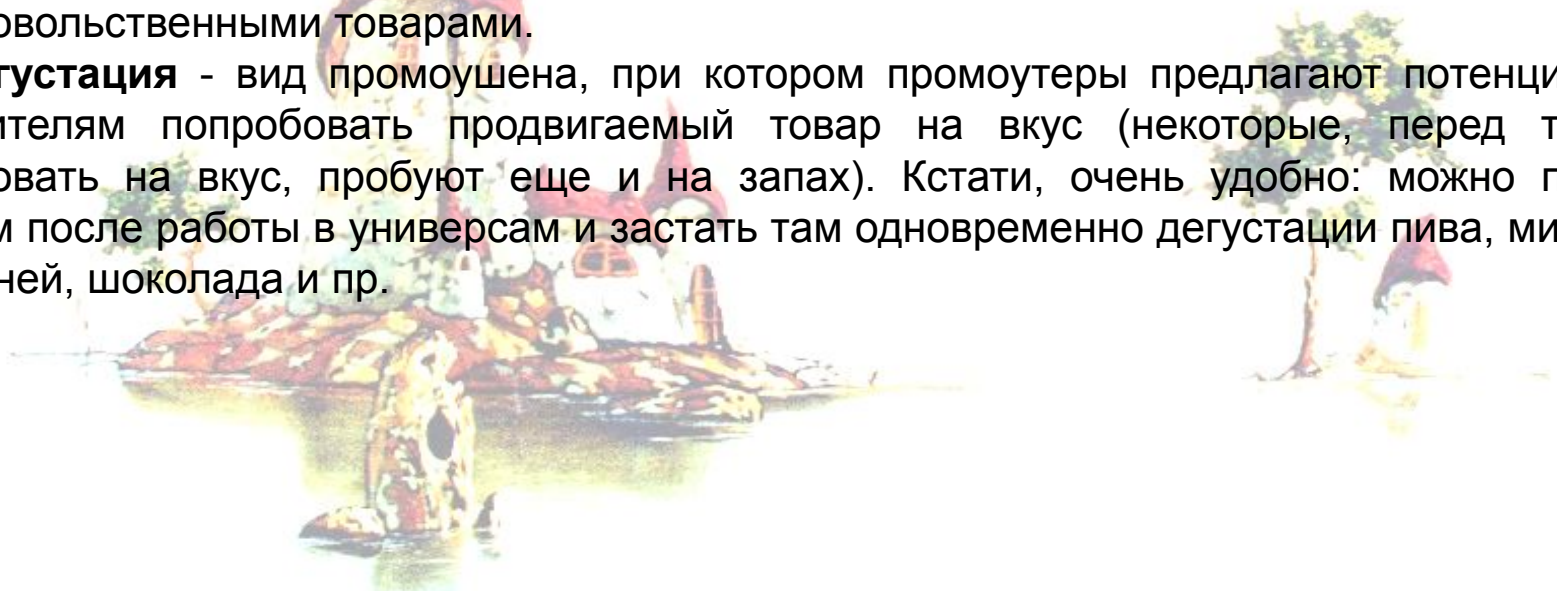 овольственными товарами.
густация - вид промоушена, при котором промоутеры предлагают потенци
ителям попробовать продвигаемый товар на вкус (некоторые, перед т
овать на вкус, пробуют еще и на запах). Кстати, очень удобно: можно п
м после работы в универсам и застать там одновременно дегустации пива, ми
ней, шоколада и пр.